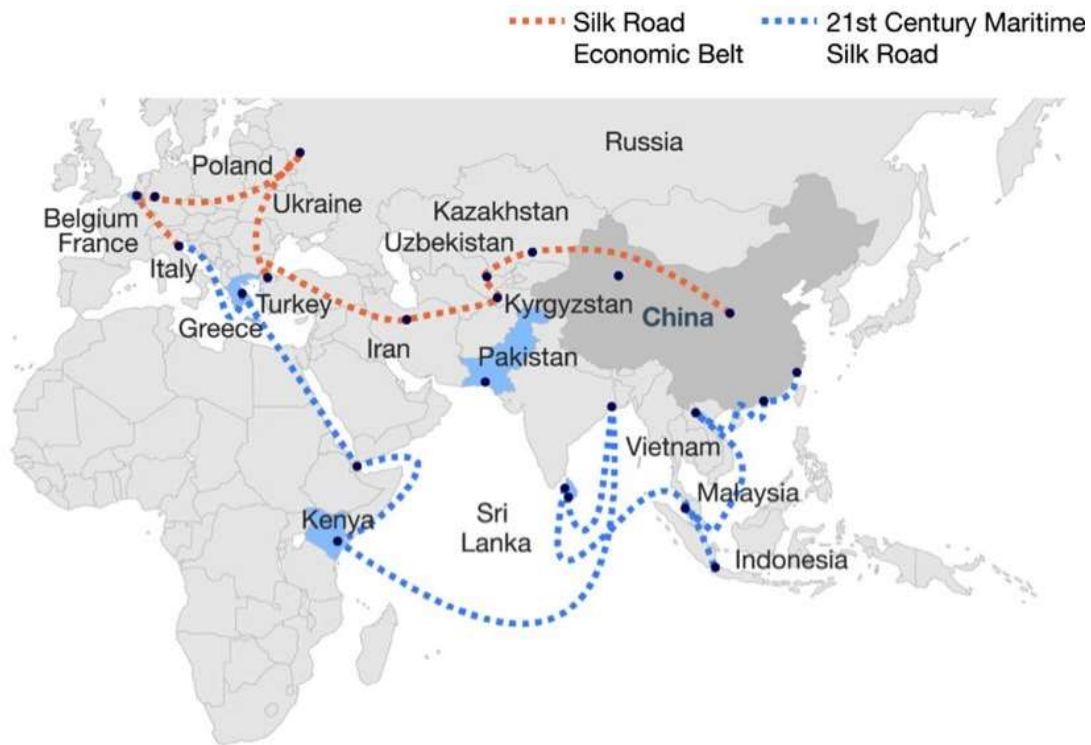 Silk Road
Economic Belt
21st Century Maritime
Silk Road
Russia
Poland
Ukraine
Belgium
France
Kazakhstan
Uzbekistan
Italy
Turkey
Kyrgyzstan
China
Greece
Iran
Pakistan
Vietnam
Malaysia
Kenya
Sri
Lanka
Indonesia